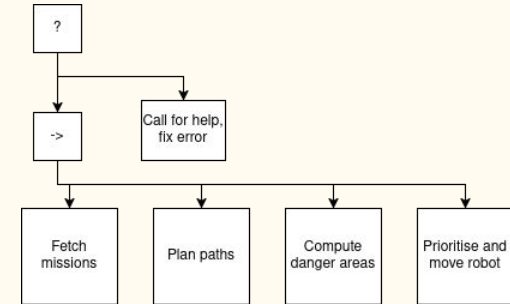 ?
Call for help,
fix error
->
Fetch
missions
Plan paths
Compute
danger areas
Prioritise and
move robot